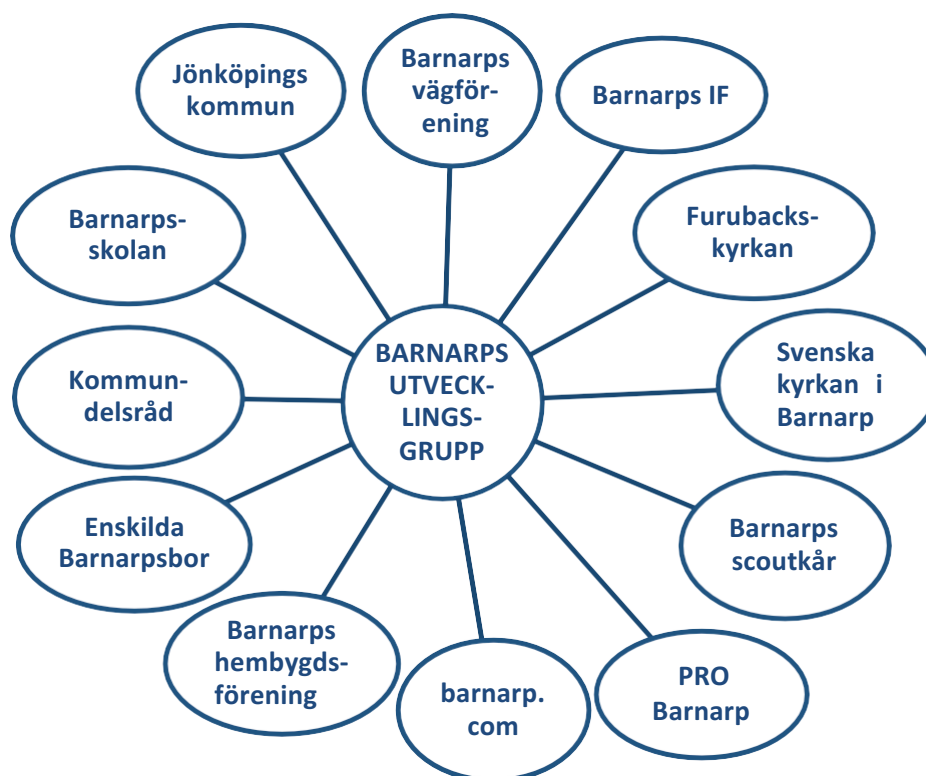 Jönköpings
kommun
Barnarps
vägför-
ening
Barnarps IF
Furubacks-
kyrkan
Svenska
kyrkan i
Barnarp
Barnarps
scoutkår
PRO
Barnarp
barnarp.
com
Barnarps
hembygds-
förening
Enskilda
Barnarpsbor
Kommun-
delsråd
Barnarps-
skolan
BARNARPS
UTVECK-
LINGS-
GRUPP